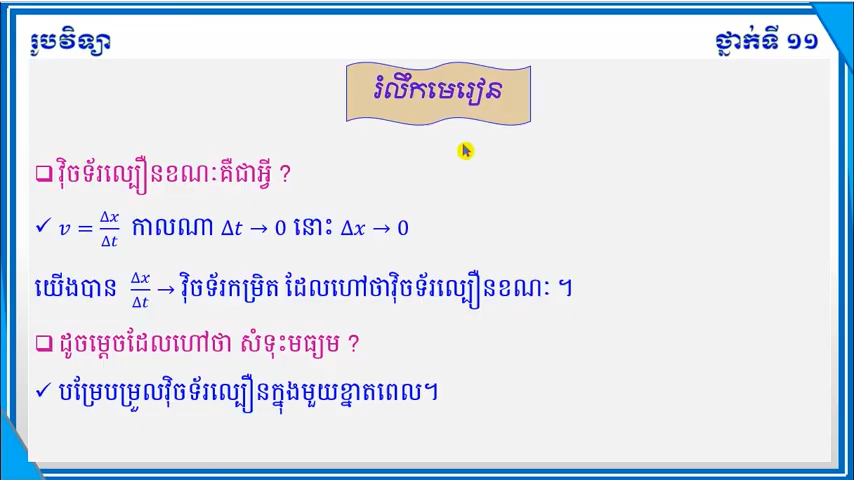 រូបវិទ្យា
ថ្នាក់ទី ១១
រំលឹកមេរៀន
❑ វ៉ិចទ័រល្បឿនខណៈគឺជាអ្វី ?
✓ v = Δx/Δt កាលណា Δt → 0 នោះ Δx → 0
យើងបាន Δx/Δt → វ៉ិចទ័រកម្រិត ដែលហៅថាវ៉ិចទ័រល្បឿនខណៈ ។
❑ ដូចម្ដេចដែលហៅថា សំទុះមធ្យម ?
✓ បម្រែបម្រួលវ៉ិចទ័រល្បឿនក្នុងមួយខ្នាតពេល។